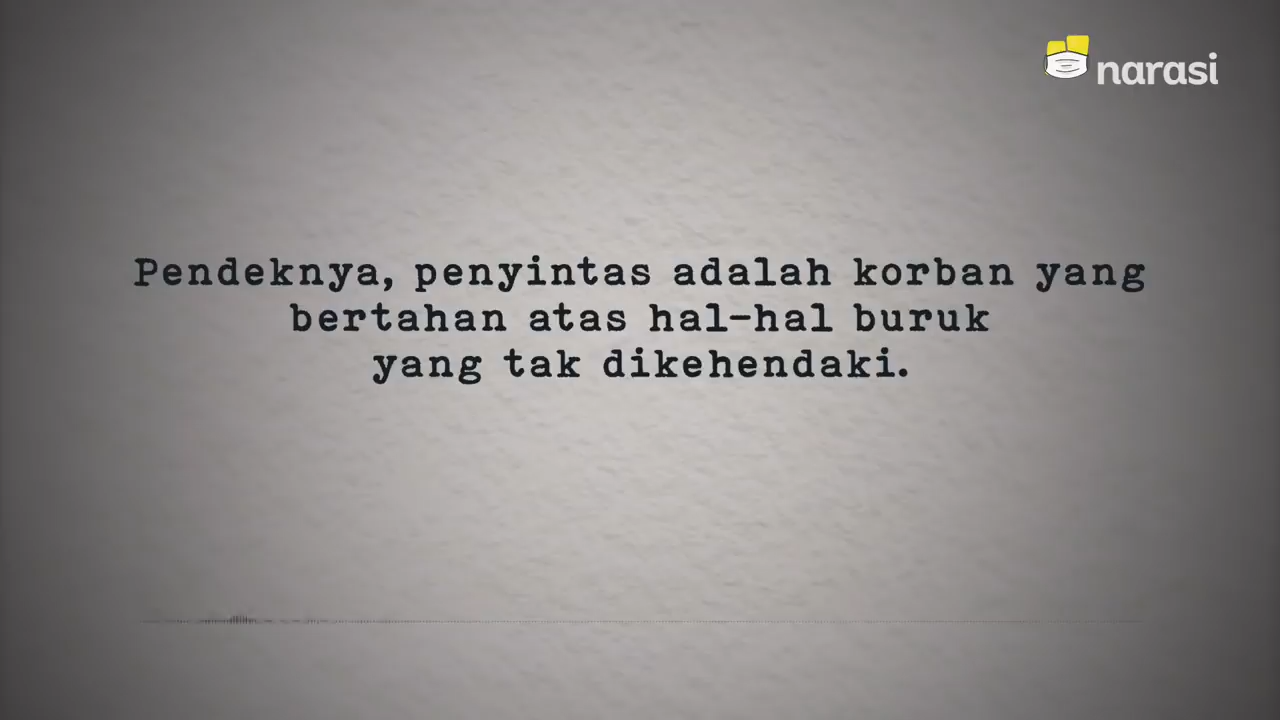 narasi
Pendeknya, penyintas adalah korban yang
bertahan atas hal-hal buruk
yang tak dikehendaki.